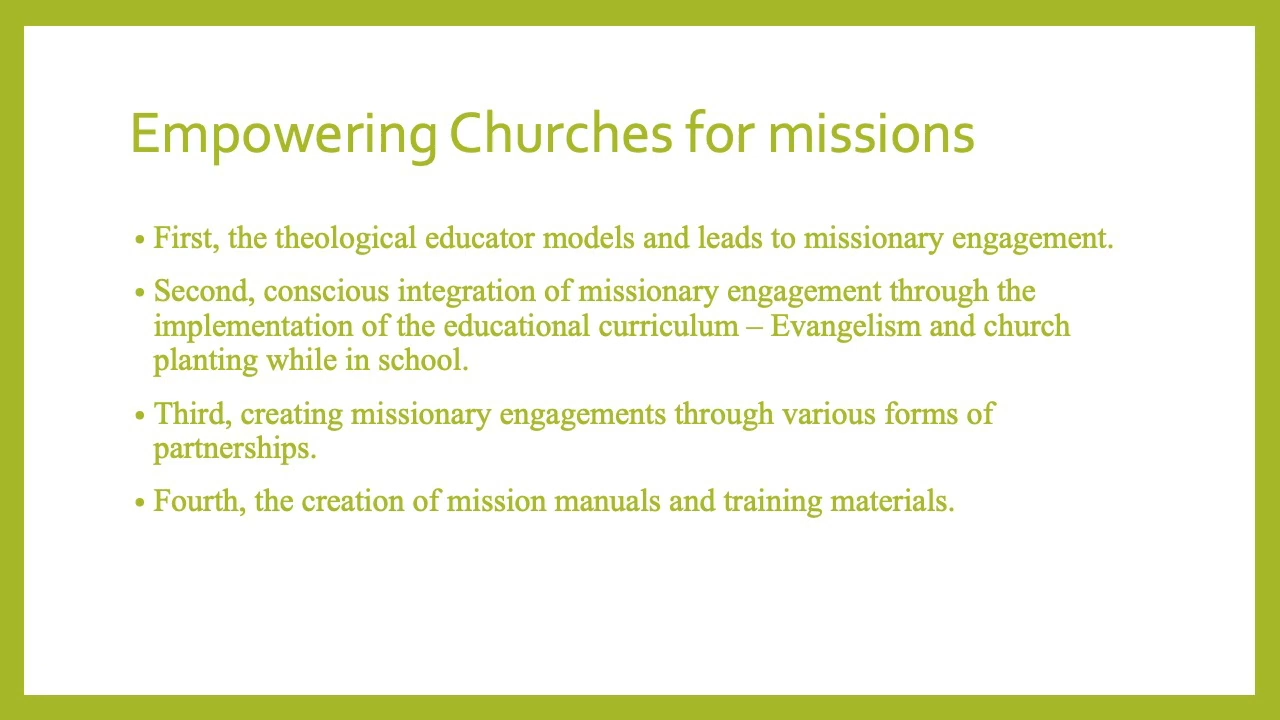 Empowering Churches for missions
• First, the theological educator models and leads to missionary engagement.
• Second, conscious integration of missionary engagement through the
implementation of the educational curriculum – Evangelism and church
planting while in school.
• Third, creating missionary engagements through various forms of
partnerships.
• Fourth, the creation of mission manuals and training materials.